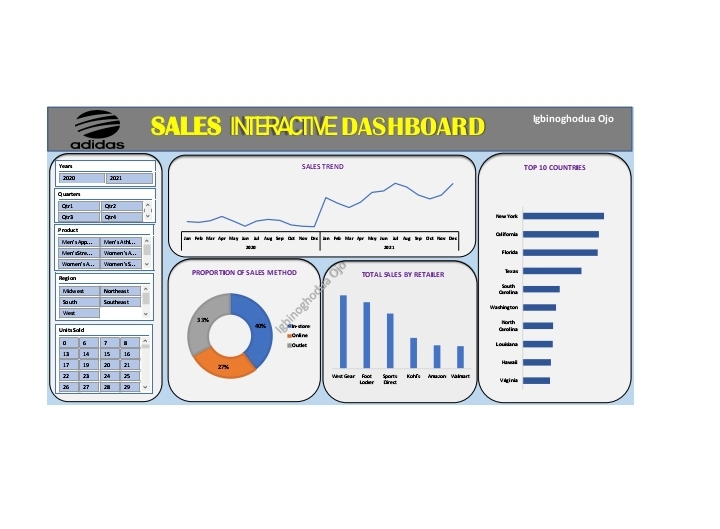 adidas
SALES INTERACTIVE DASHBOARD
Igbinoghodua Ojo
Years
2020 2021
Quarters
Qtr1 Qtr2
Qtr3 Qtr4
Product
Men's App... Men's Athl...
Men's Stre... Women's A...
Women's A... Women's S...
Region
Midwest Northeast
South Southeast
West
Units Sold
0 6 7 8
13 14 15 16
17 19 20 21
22 23 24 25
26 27 28 29
SALES TREND
Jan Feb Mar Apr May Jun Jul Aug Sep Oct Nov Dec Jan Feb Mar Apr May Jun Jul Aug Sep Oct Nov Dec
2020 2021
PROPORTION OF SALES METHOD
33%
40%
27%
In-store
Online
Outlet
Igbinoghodua Ojo
TOTAL SALES BY RETAILER
West Gear Foot Locker Sports Direct Kohl's Amazon Walmart
TOP 10 COUNTRIES
New York
California
Florida
Texas
South
Carolina
Washington
North
Carolina
Louisiana
Hawaii
Virginia